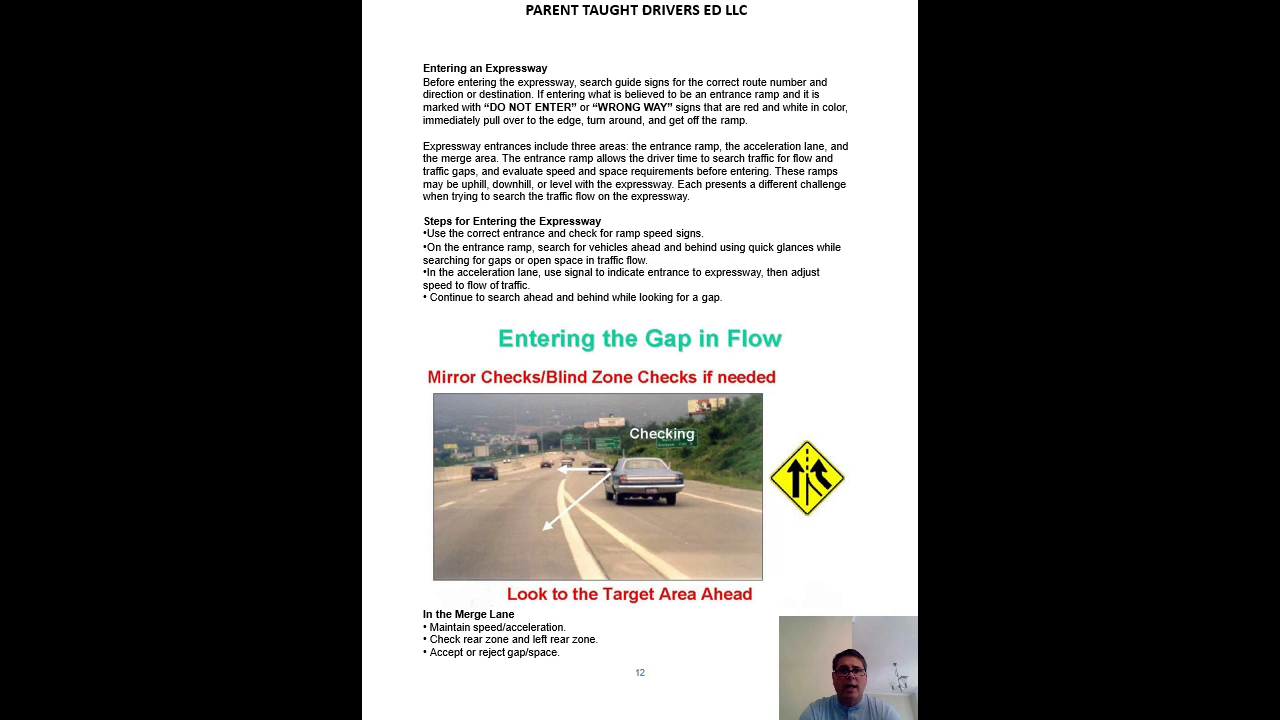 PARENT TAUGHT DRIVERS ED LLC
Entering an Expressway
Before entering the expressway, search guide signs for the correct route number and
direction or destination. If entering what is believed to be an entrance ramp and it is
marked with “DO NOT ENTER” or “WRONG WAY” signs that are red and white in color,
immediately pull over to the edge, turn around, and get off the ramp.
Expressway entrances include three areas: the entrance ramp, the acceleration lane, and
the merge area. The entrance ramp allows the driver time to search traffic for flow and
traffic gaps, and evaluate speed and space requirements before entering. These ramps
may be uphill, downhill, or level with the expressway. Each presents a different challenge
when trying to search the traffic flow on the expressway.
Steps for Entering the Expressway
•Use the correct entrance and check for ramp speed signs.
•On the entrance ramp, search for vehicles ahead and behind using quick glances while
searching for gaps or open space in traffic flow.
•In the acceleration lane, use signal to indicate entrance to expressway, then adjust
speed to flow of traffic.
• Continue to search ahead and behind while looking for a gap.
Entering the Gap in Flow
Mirror Checks/Blind Zone Checks if needed
Checking
Look to the Target Area Ahead
In the Merge Lane
• Maintain speed/acceleration.
• Check rear zone and left rear zone.
• Accept or reject gap/space.
12